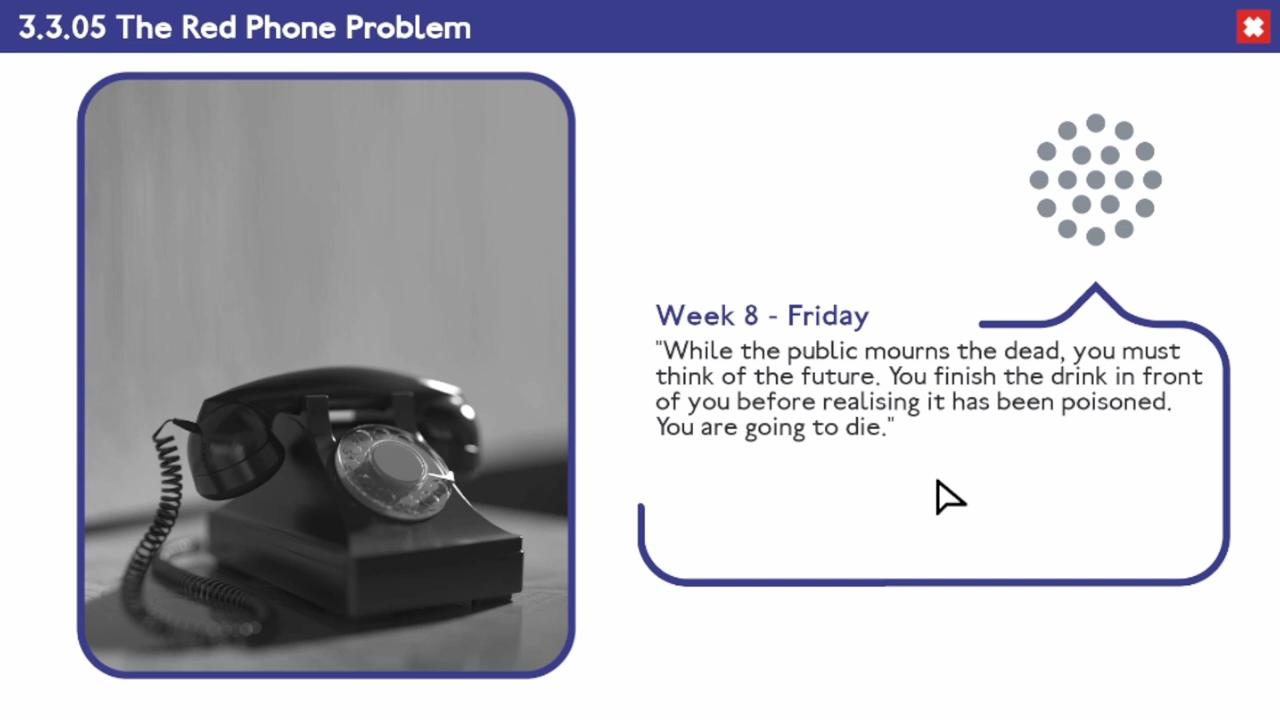 3.3.05 The Red Phone Problem
Week 8 - Friday
"While the public mourns the dead, you must
think of the future. You finish the drink in front
of you before realising it has been poisoned.
You are going to die."